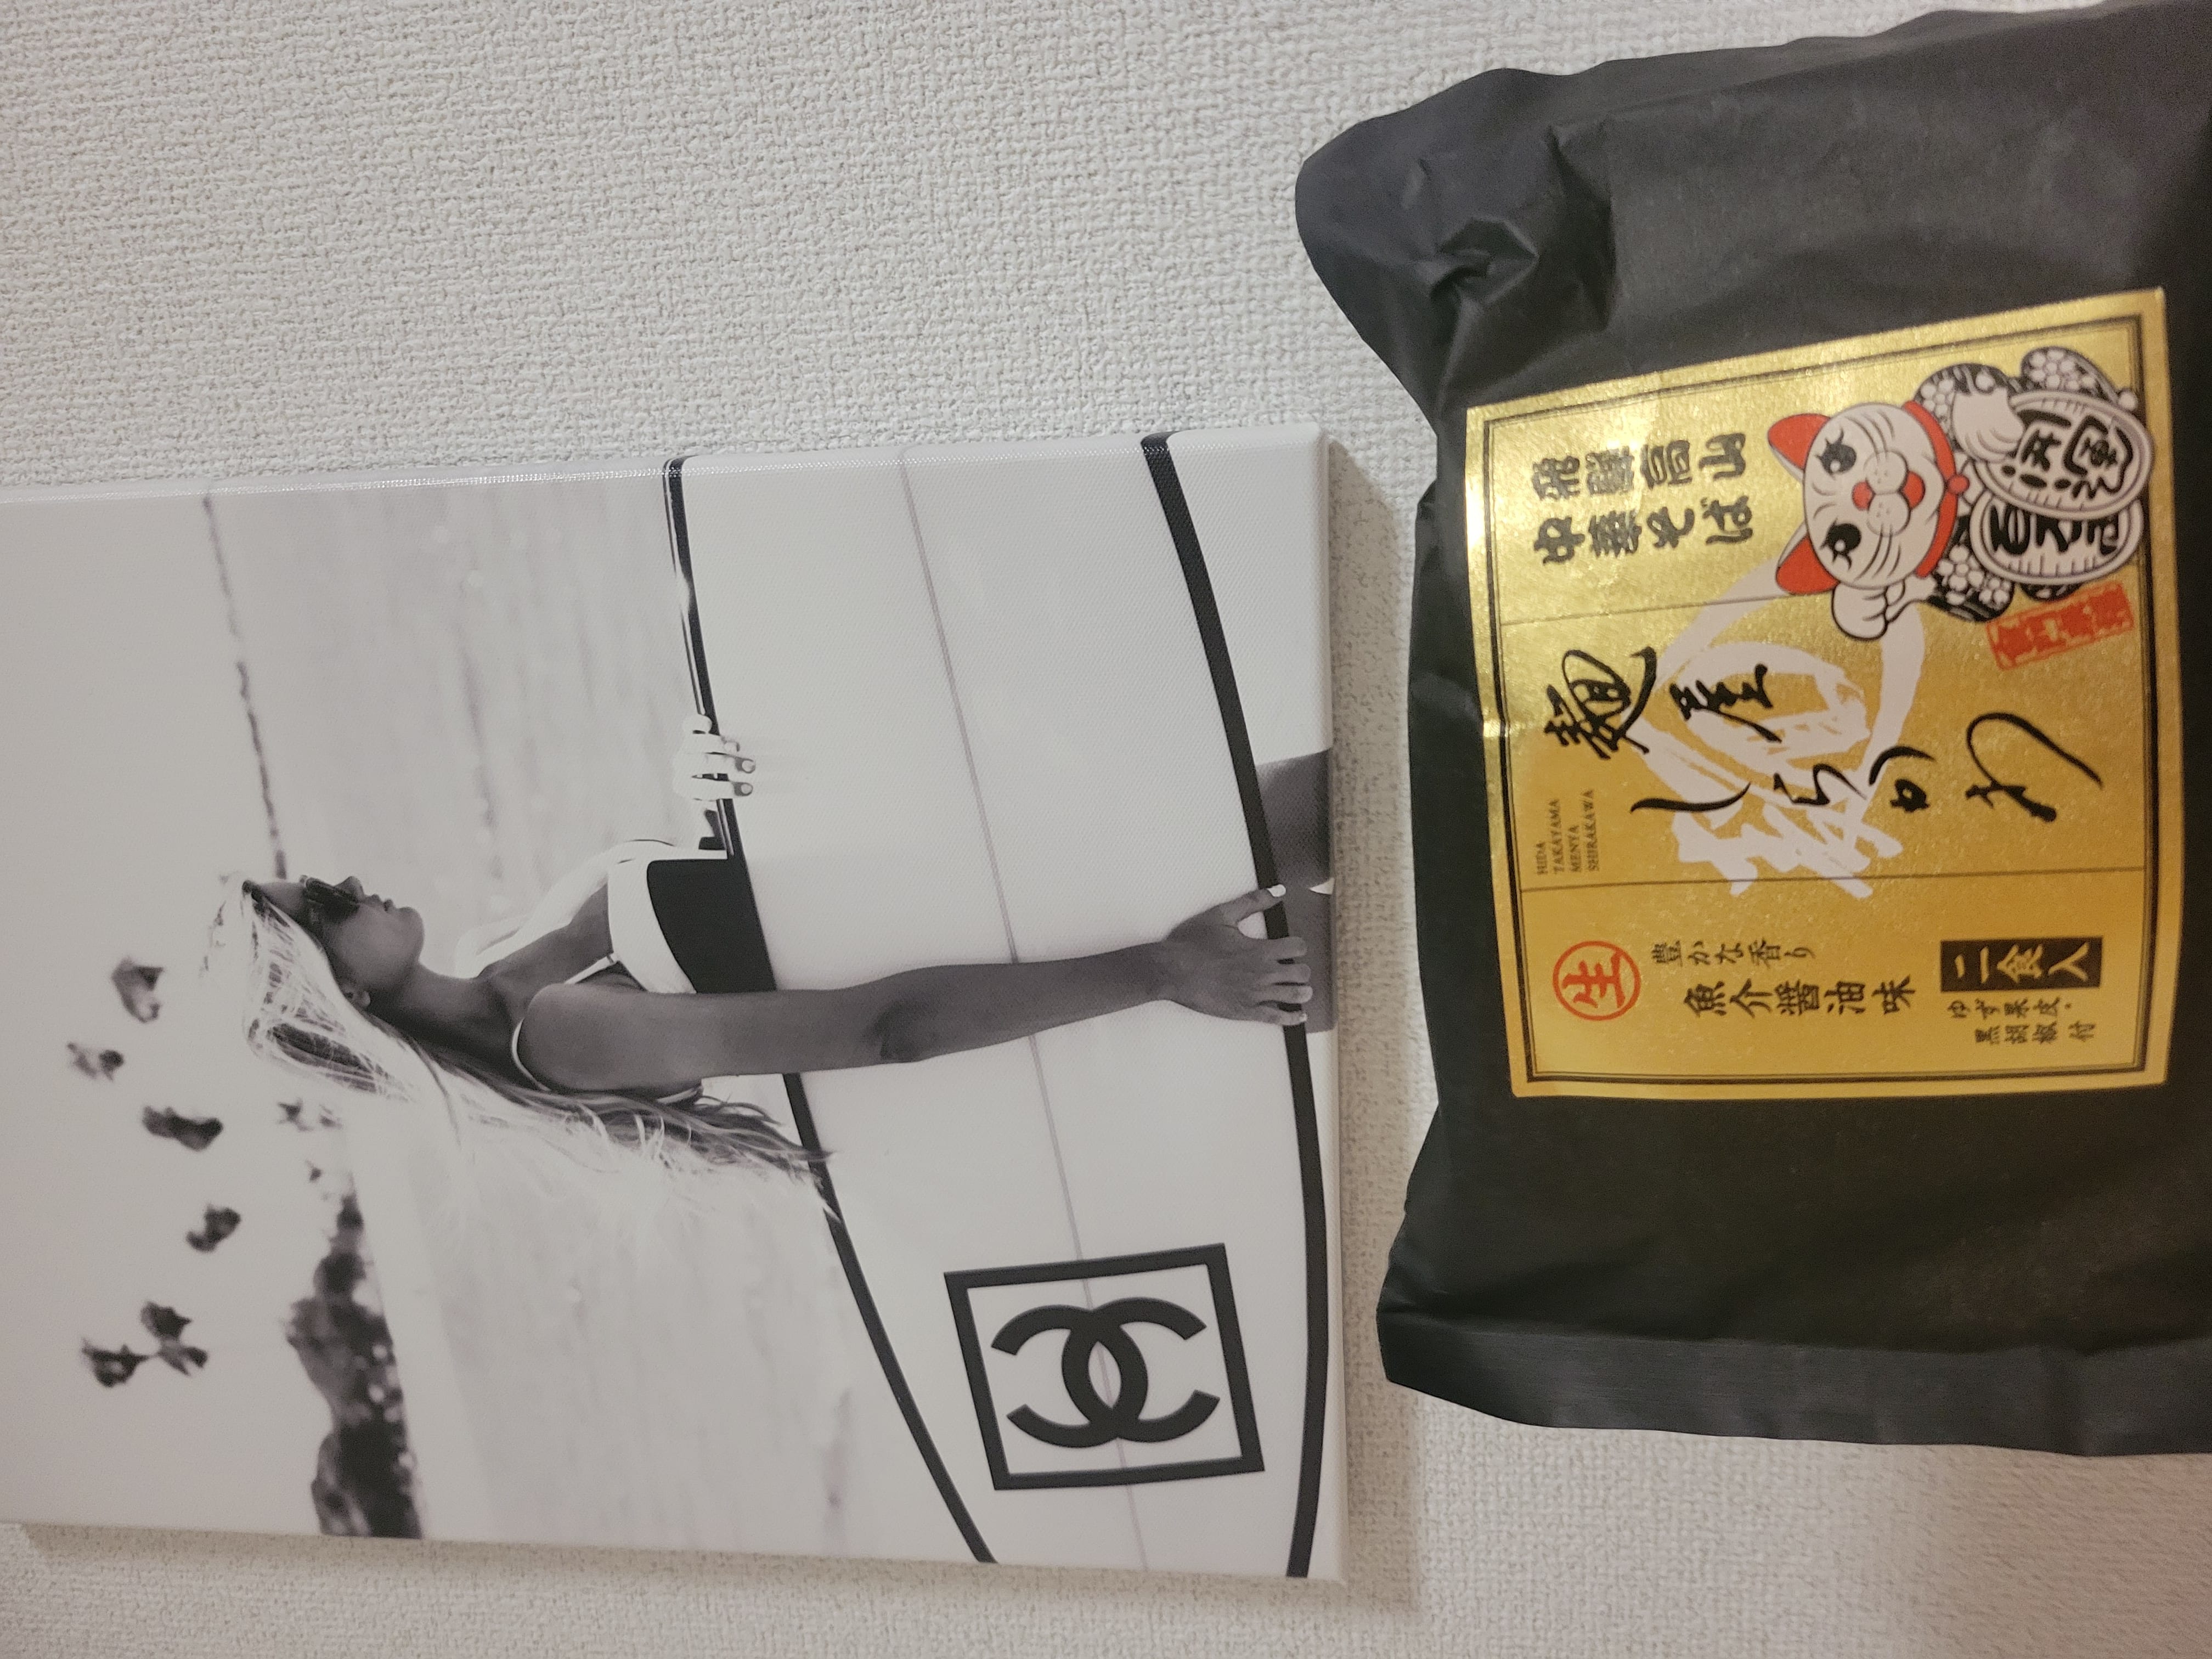 飛騨高山
中華そば
麺屋
しらかわ
HIDA
TAKAYAMA
MENYA
SHIRAKAWA
開運
生
豊かな香り
魚介醤油味
二食入
ゆず果皮・
黒胡椒付